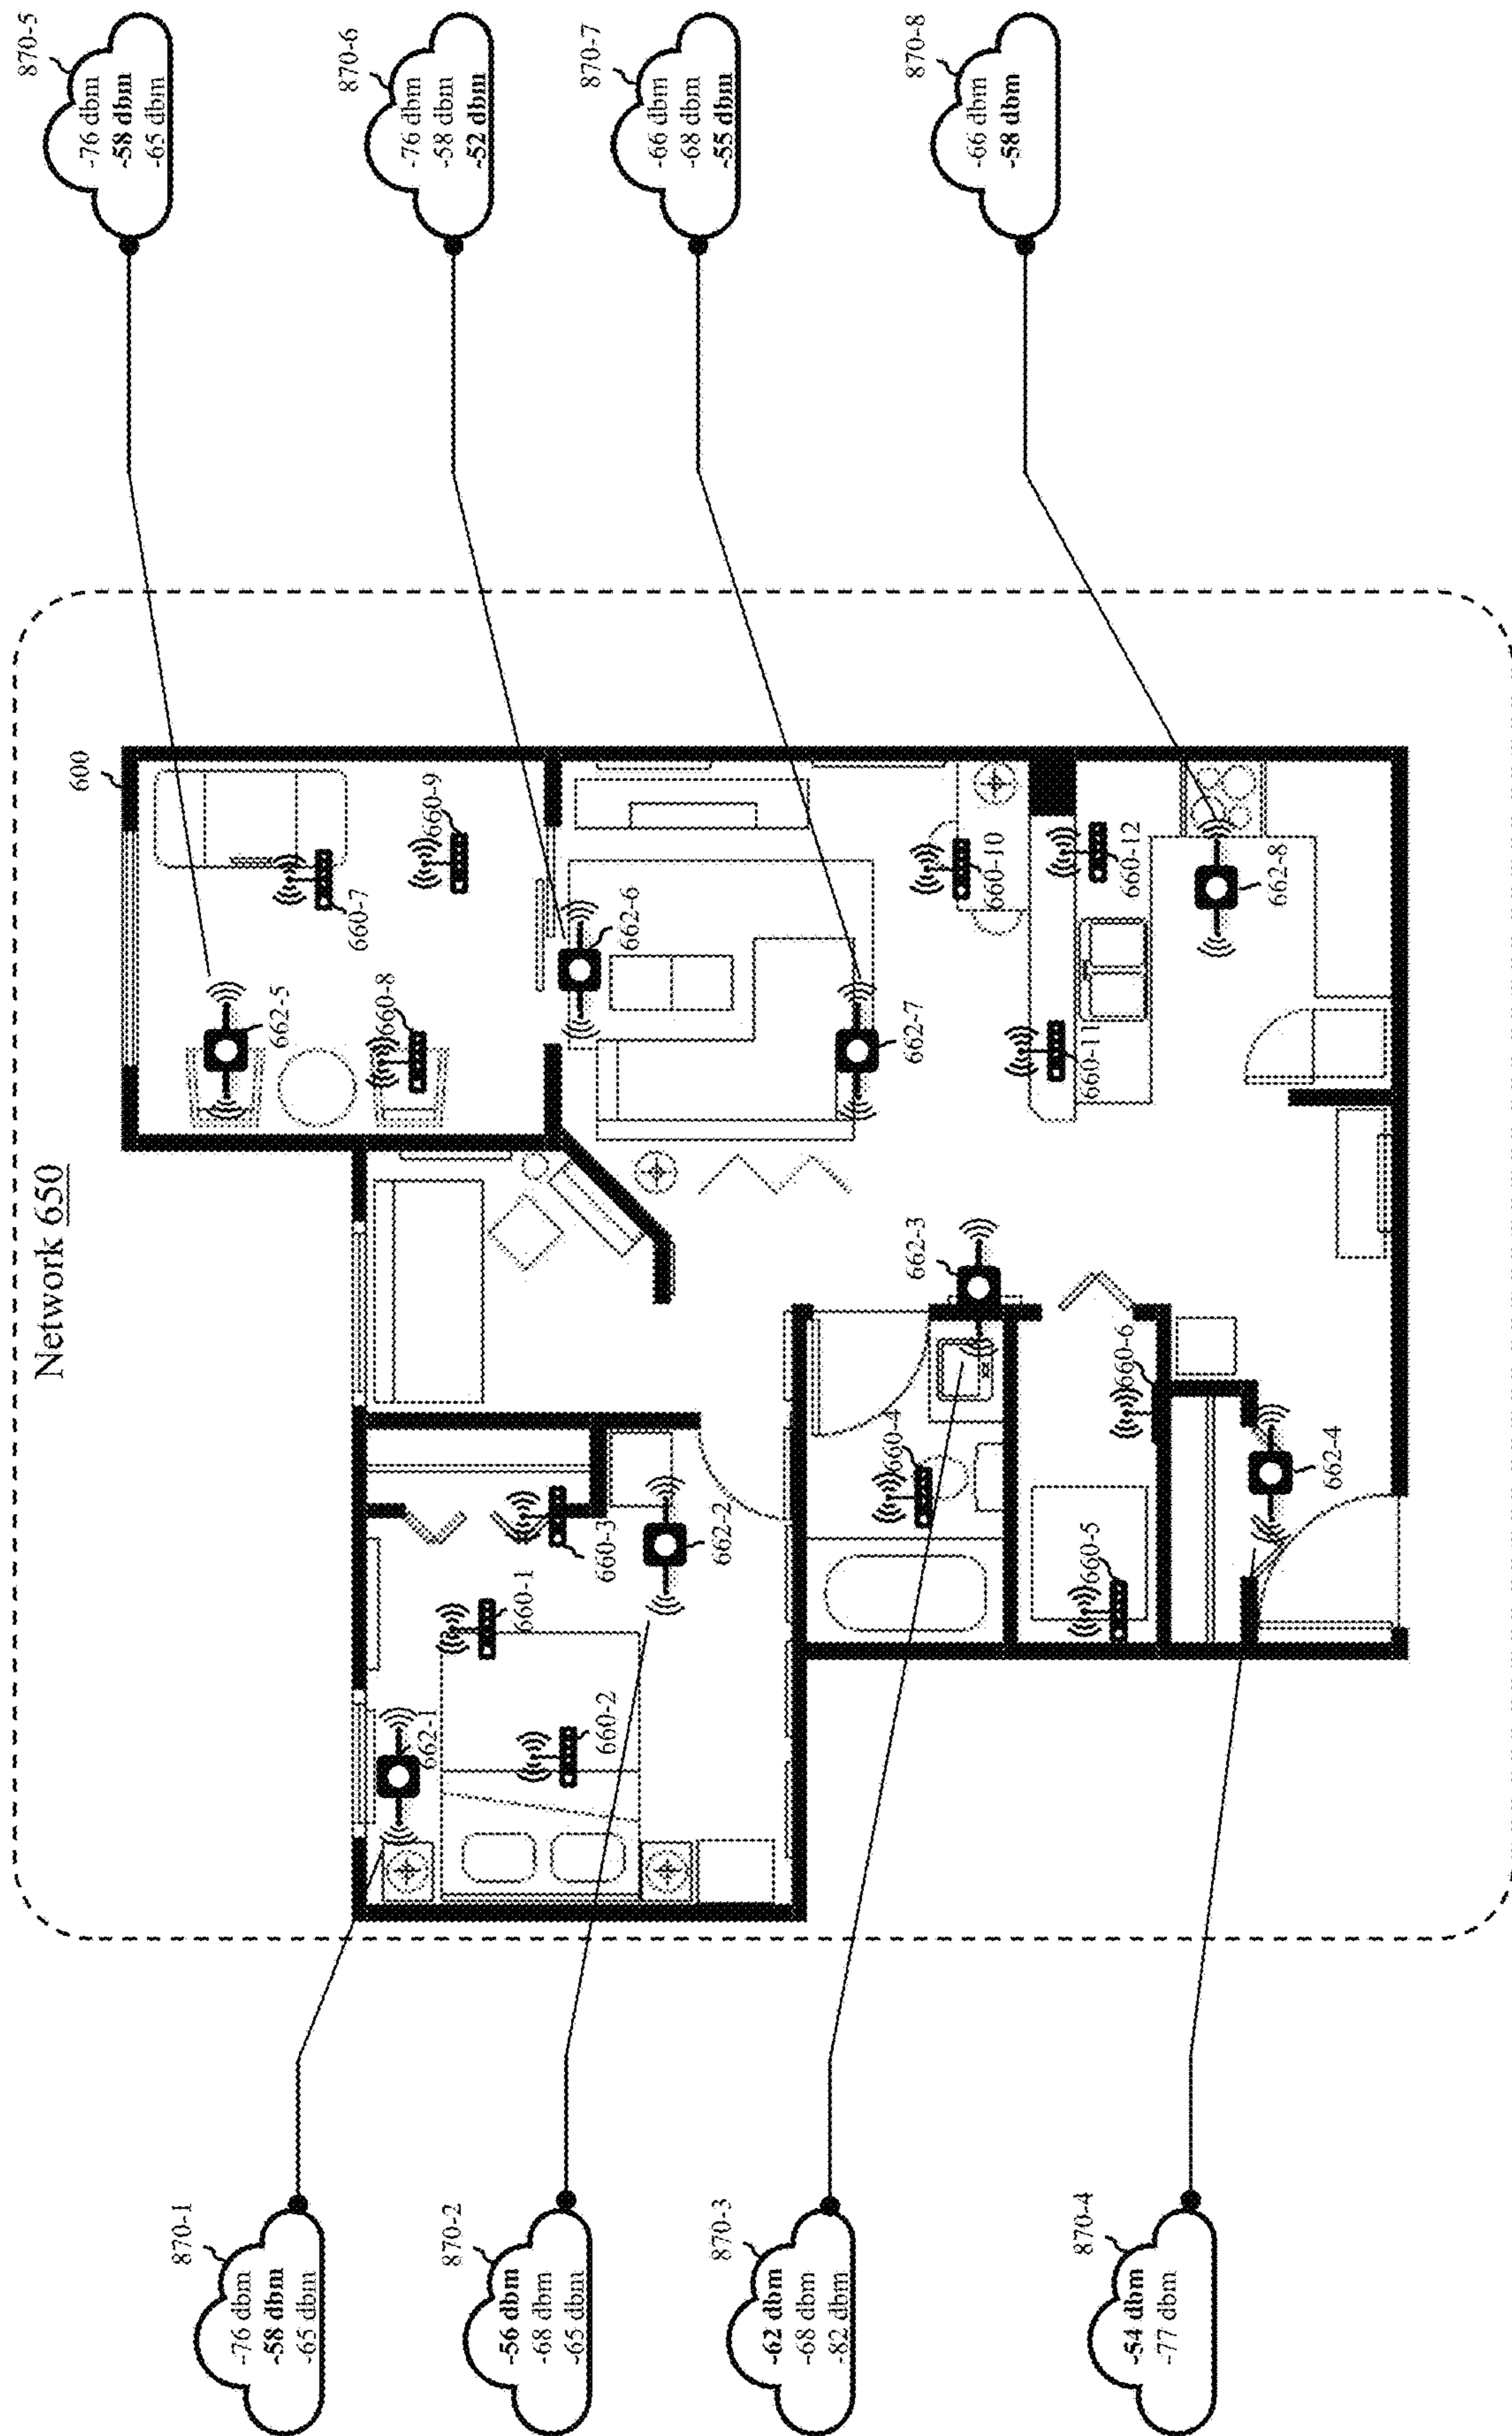 Network 650
600
870-1
-76 dbm
-58 dbm
-65 dbm
870-2
-56 dbm
-68 dbm
-65 dbm
870-3
-62 dbm
-68 dbm
-82 dbm
870-4
-54 dbm
-77 dbm
870-5
-76 dbm
-58 dbm
-65 dbm
870-6
-76 dbm
-58 dbm
-52 dbm
870-7
-66 dbm
-68 dbm
-55 dbm
870-8
-66 dbm
-58 dbm
662-1
660-1
660-2
660-3
662-2
660-4
662-3
660-5
660-6
662-4
662-5
660-7
660-8
660-9
662-6
662-7
660-10
660-11
660-12
662-8